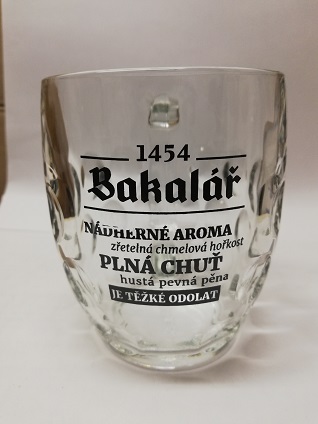 1454
Bakalář
NÁDHERNÉ AROMA
zřetelná chmelová hořkost
PLNÁ CHUŤ
hustá pevná pěna
JE TĚŽKÉ ODOLAT